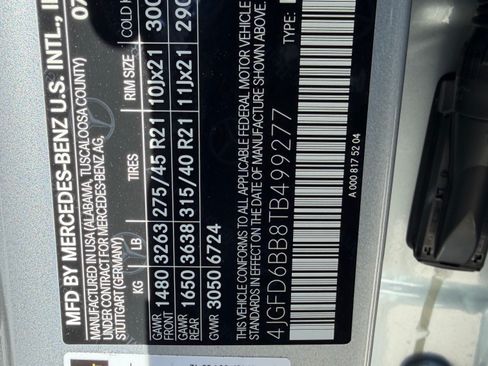 MFD BY MERCEDES-BENZ U.S. INTL., I
07
MANUFACTURED IN USA (ALABAMA, TUSCALOOSA COUNTY)
UNDER CONTRACT FOR MERCEDES-BENZ AG,
STUTTGART (GERMANY)
KG LB TIRES RIM SIZE COLD
GAWR FRONT 1480 3263 275/45 R21 10Jx21 300
GAWR REAR 1650 3638 315/40 R21 11Jx21 290
GVWR 3050 6724
THIS VEHICLE CONFORMS TO ALL APPLICABLE FEDERAL MOTOR VEHICLE
IN EFFECT ON THE DATE OF MANUFACTURE SHOWN ABOVE.
TYPE
4JGFD6BB8TB499277
A 000 817 52 04